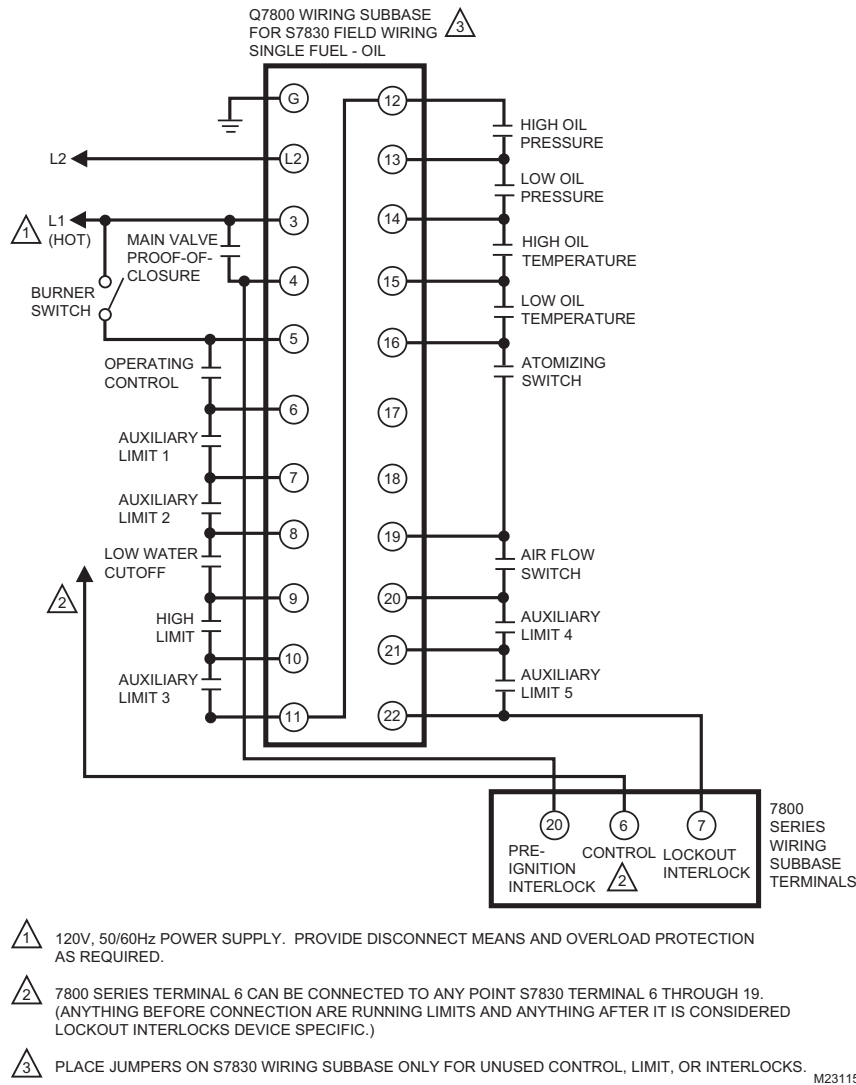 Q7800 WIRING SUBBASE
FOR S7830 FIELD WIRING
SINGLE FUEL - OIL
3
G
12
HIGH OIL
PRESSURE
L2
L2
13
LOW OIL
PRESSURE
1
L1
(HOT)
3
14
MAIN VALVE
PROOF-OF-
CLOSURE
HIGH OIL
TEMPERATURE
4
15
BURNER
SWITCH
LOW OIL
TEMPERATURE
5
16
OPERATING
CONTROL
ATOMIZING
SWITCH
6
17
AUXILIARY
LIMIT 1
7
18
AUXILIARY
LIMIT 2
8
19
LOW WATER
CUTOFF
AIR FLOW
SWITCH
2
9
20
HIGH
LIMIT
AUXILIARY
LIMIT 4
10
21
AUXILIARY
LIMIT 3
AUXILIARY
LIMIT 5
11
22
20
6
7
PRE-
IGNITION
INTERLOCK
CONTROL
2
LOCKOUT
INTERLOCK
7800
SERIES
WIRING
SUBBASE
TERMINALS
1 120V, 50/60Hz POWER SUPPLY. PROVIDE DISCONNECT MEANS AND OVERLOAD PROTECTION
AS REQUIRED.
2 7800 SERIES TERMINAL 6 CAN BE CONNECTED TO ANY POINT S7830 TERMINAL 6 THROUGH 19.
(ANYTHING BEFORE CONNECTION ARE RUNNING LIMITS AND ANYTHING AFTER IT IS CONSIDERED
LOCKOUT INTERLOCKS DEVICE SPECIFIC.)
3 PLACE JUMPERS ON S7830 WIRING SUBBASE ONLY FOR UNUSED CONTROL, LIMIT, OR INTERLOCKS.
M23115